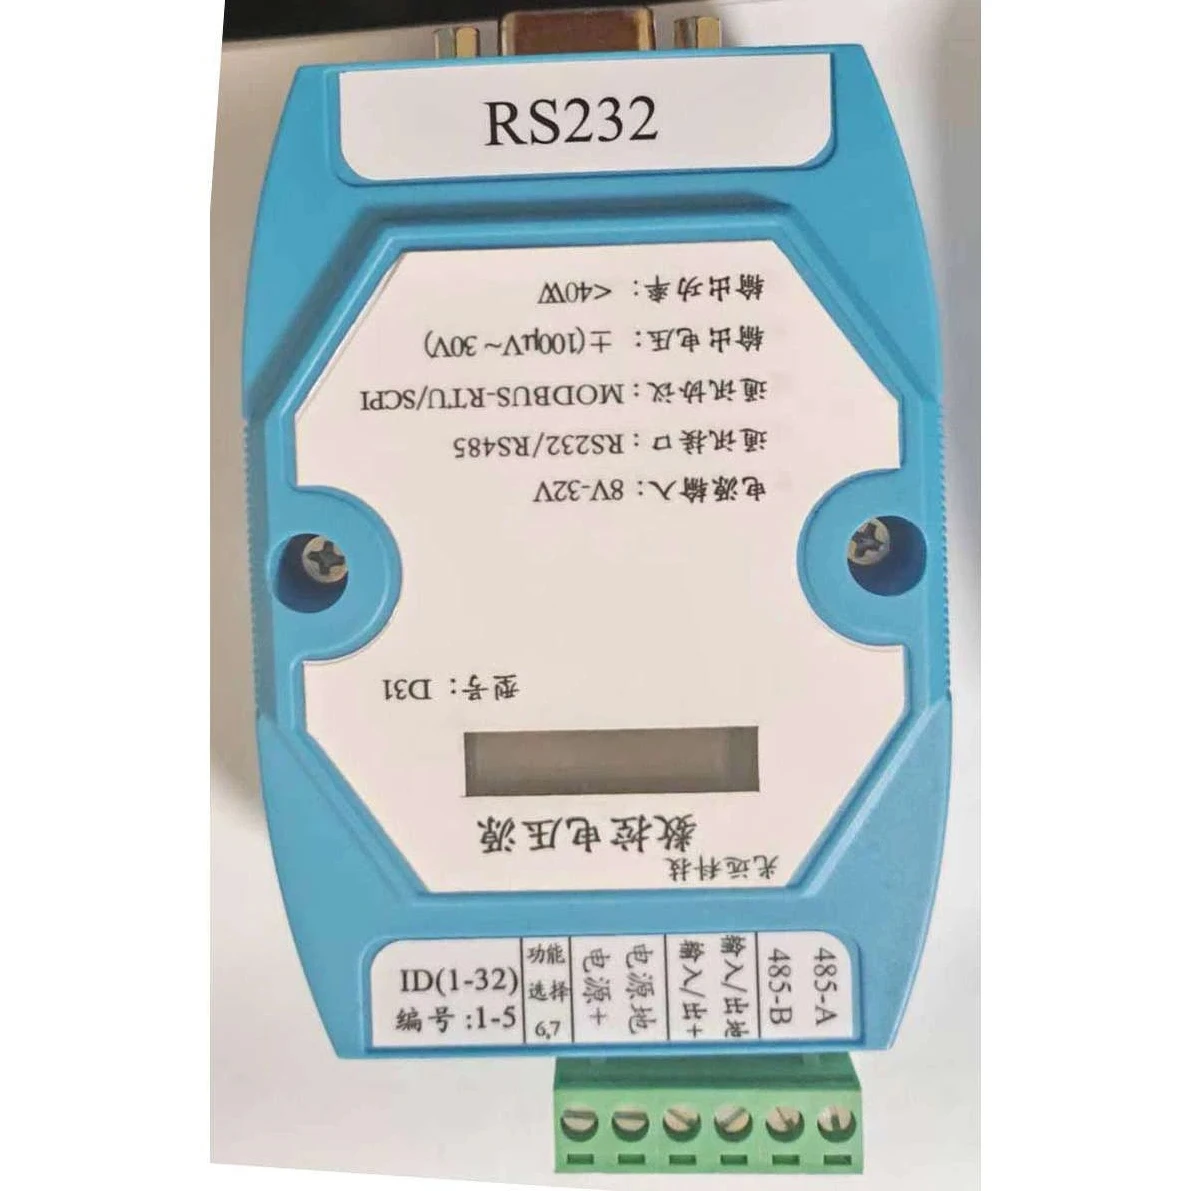 RS232
光远科技
数控电压源
型号：D31
电源输入：8V-32V
通讯接口：RS232/RS485
通讯协议：MODBUS-RTU/SCPI
输出电压：±(100μV~30V)
输出功率：<40W
ID(1-32)
编号:1-5
功能
选择
6,7
电源+
电源地
输入/出+
输入/出地
485-B
485-A